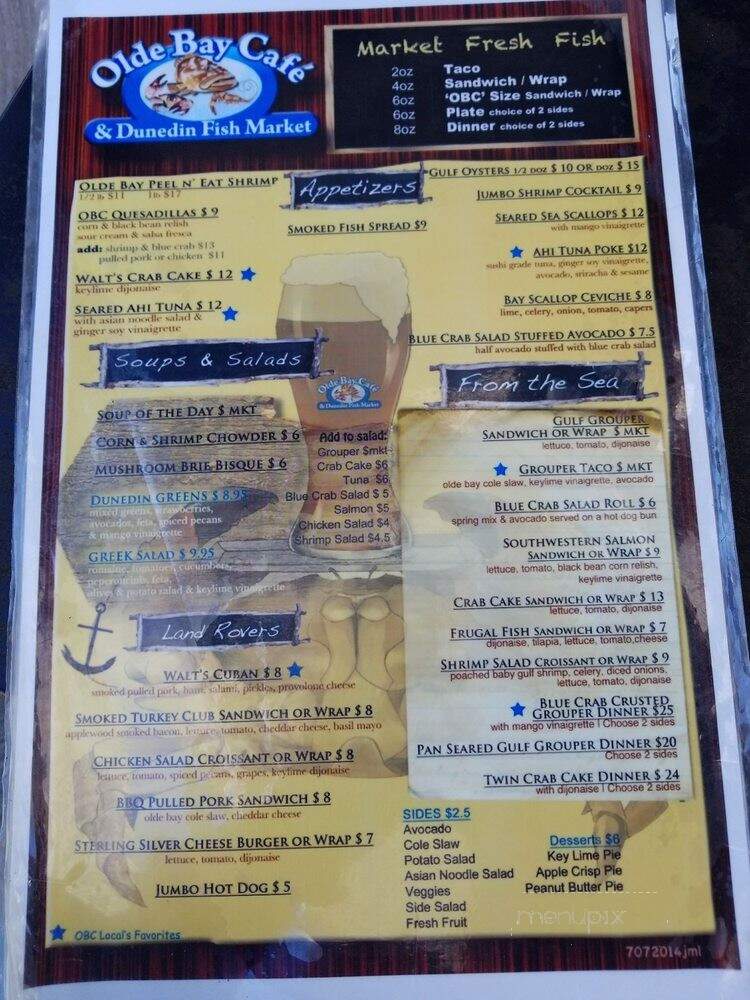 Olde Bay Café
& Dunedin Fish Market
Market Fresh Fish
2oz Taco
4oz Sandwich / Wrap
6oz 'OBC' Size Sandwich / Wrap
6oz Plate choice of 2 sides
8oz Dinner choice of 2 sides
Appetizers
OLDE BAY PEEL N' EAT SHRIMP
1/2 lb $11 1lb $17
OBC QUESADILLAS $ 9
corn & black bean relish
sour cream & salsa fresca
add: shrimp & blue crab $13
pulled pork or chicken $11
WALT'S CRAB CAKE $ 12
keylime dijonaise
SEARED AHI TUNA $ 12
with asian noodle salad &
ginger soy vinaigrette
SMOKED FISH SPREAD $9
GULF OYSTERS 1/2 DOZ $ 10 OR DOZ $ 15
JUMBO SHRIMP COCKTAIL $ 9
SEARED SEA SCALLOPS $ 12
with mango vinaigrette
AHI TUNA POKE $12
sushi grade tuna, ginger soy vinaigrette,
avocado, sriracha & sesame
BAY SCALLOP CEVICHE $ 8
lime, celery, onion, tomato, capers
BLUE CRAB SALAD STUFFED AVOCADO $ 7.5
half avocado stuffed with blue crab salad
Olde Bay Café
& Dunedin Fish Market
Soups & Salads
SOUP OF THE DAY $ MKT
CORN & SHRIMP CHOWDER $ 6
MUSHROOM BRIE BISQUE $ 6
DUNEDIN GREENS $ 8.95
mixed greens, strawberries,
avocados, feta, spiced pecans
& mango vinaigrette
GREEK SALAD $ 9.95
romaine, tomatoes, cucumbers,
peperoncinis, feta,
olives & potato salad & keylime vinaigrette
Add to salad:
Grouper $mkt
Crab Cake $6
Tuna $6
Blue Crab Salad $ 5
Salmon $5
Chicken Salad $4
Shrimp Salad $4.5
From the Sea
GULF GROUPER
SANDWICH OR WRAP $ MKT
lettuce, tomato, dijonaise
GROUPER TACO $ MKT
olde bay cole slaw, keylime vinaigrette, avocado
BLUE CRAB SALAD ROLL $ 6
spring mix & avocado served on a hot dog bun
SOUTHWESTERN SALMON
SANDWICH OR WRAP $ 9
lettuce, tomato, black bean corn relish,
keylime vinaigrette
CRAB CAKE SANDWICH OR WRAP $ 13
lettuce, tomato, dijonaise
FRUGAL FISH SANDWICH OR WRAP $ 7
dijonaise, tilapia, lettuce, tomato,cheese
SHRIMP SALAD CROISSANT OR WRAP $ 9
poached baby gulf shrimp, celery, diced onions,
lettuce, tomato, dijonaise
BLUE CRAB CRUSTED
GROUPER DINNER $25
with mango vinaigrette | Choose 2 sides
PAN SEARED GULF GROUPER DINNER $20
Choose 2 sides
TWIN CRAB CAKE DINNER $ 24
with dijonaise | Choose 2 sides
Land Rovers
WALT'S CUBAN $ 8
smoked pulled pork, ham, salami, pickles, provolone cheese
SMOKED TURKEY CLUB SANDWICH OR WRAP $ 8
applewood smoked bacon, lettuce, tomato, cheddar cheese, basil mayo
CHICKEN SALAD CROISSANT OR WRAP $ 8
lettuce, tomato, spiced pecans, grapes, keylime dijonaise
BBQ PULLED PORK SANDWICH $ 8
olde bay cole slaw, cheddar cheese
STERLING SILVER CHEESE BURGER OR WRAP $ 7
lettuce, tomato, dijonaise
JUMBO HOT DOG $ 5
SIDES $2.5
Avocado
Cole Slaw
Potato Salad
Asian Noodle Salad
Veggies
Side Salad
Fresh Fruit
Desserts $6
Key Lime Pie
Apple Crisp Pie
Peanut Butter Pie
menupix
OBC Local's Favorites
7072014jml